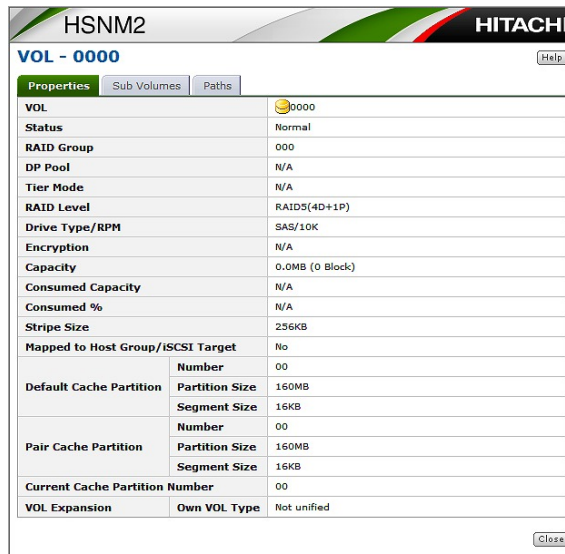 HSNM2 HITACHI
VOL - 0000 Help
Properties Sub Volumes Paths
VOL 0000
Status Normal
RAID Group 000
DP Pool N/A
Tier Mode N/A
RAID Level RAID5(4D+1P)
Drive Type/RPM SAS/10K
Encryption N/A
Capacity 0.0MB (0 Block)
Consumed Capacity N/A
Consumed % N/A
Stripe Size 256KB
Mapped to Host Group/iSCSI Target No
Number 00
Default Cache Partition Partition Size 160MB
Segment Size 16KB
Number 00
Pair Cache Partition Partition Size 160MB
Segment Size 16KB
Current Cache Partition Number 00
VOL Expansion Own VOL Type Not unified
Close